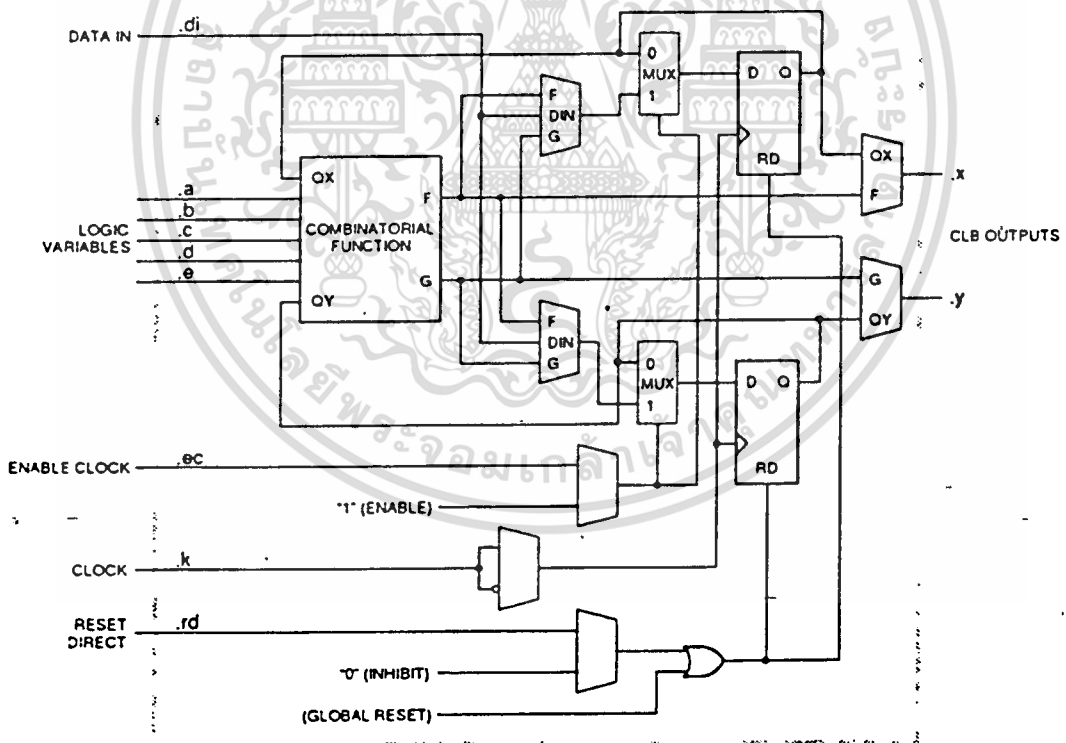 DATA IN .di
0
MUX
1
D Q
RD
F
DIN
G
QX
F
.x
CLB OUTPUTS
LOGIC
VARIABLES
.a
.b
.c
.d
.e
QX
COMBINATORIAL
FUNCTION
F
G
QY
G
QY
.y
F
DIN
G
0
MUX
1
D Q
RD
ENABLE CLOCK .ec
"1" (ENABLE)
CLOCK .k
RESET
DIRECT .rd
"0" (INHIBIT)
(GLOBAL RESET)